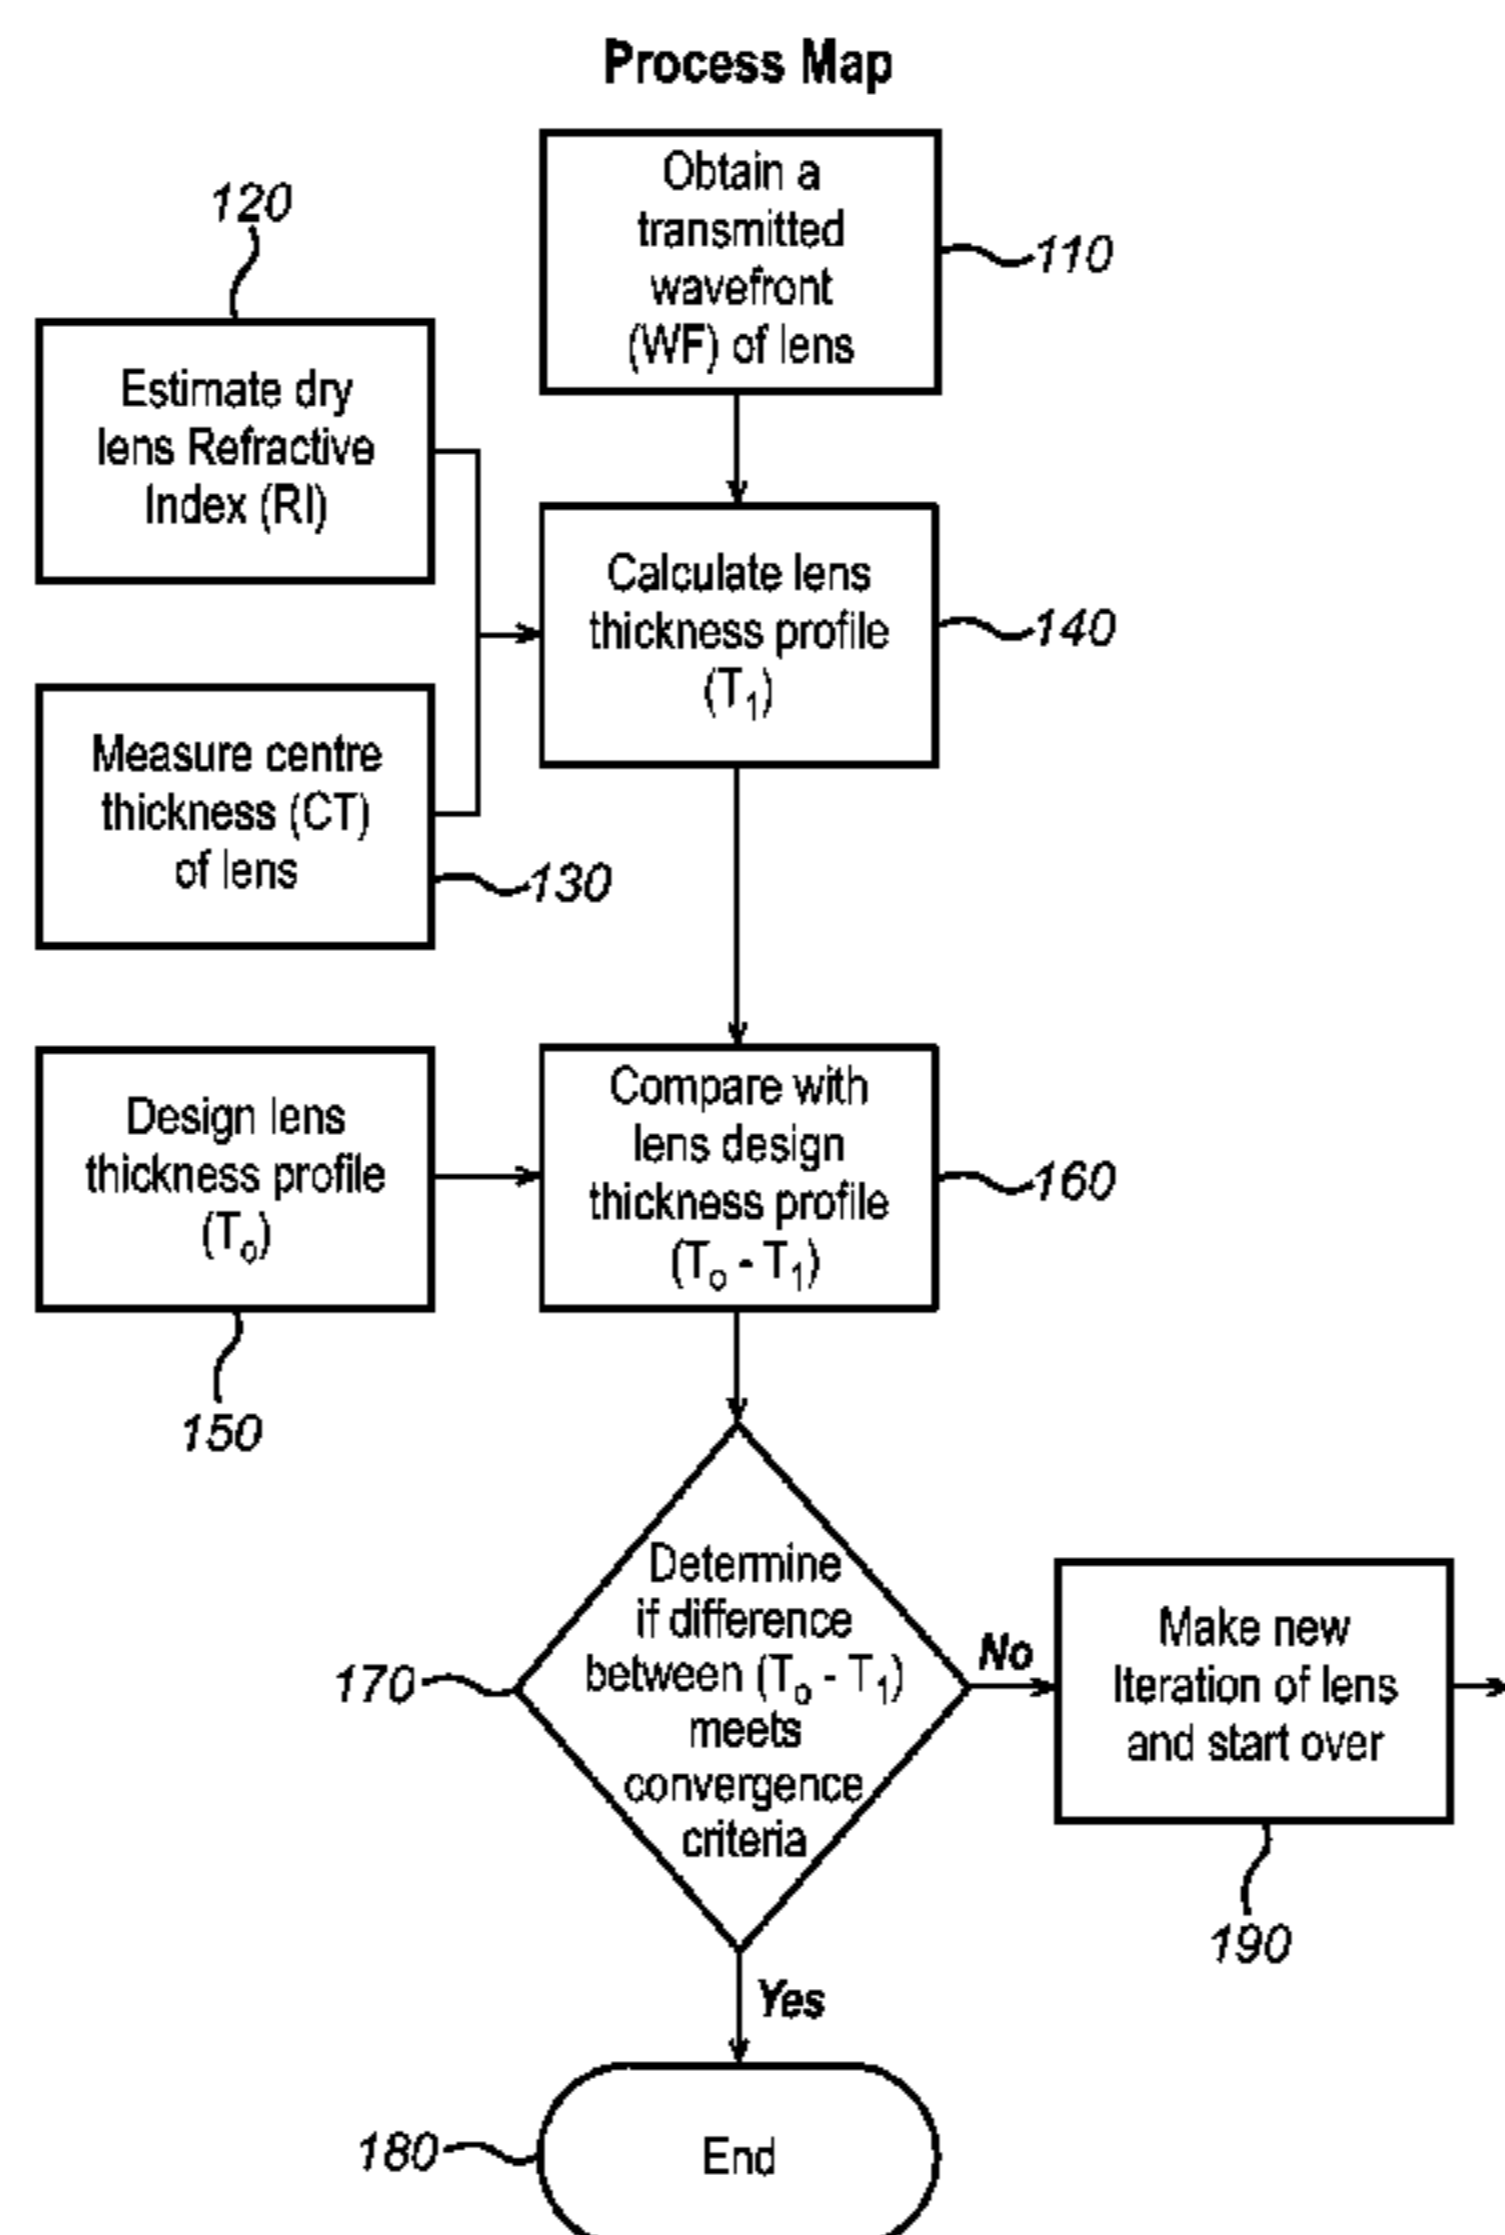 Process Map
Obtain a
transmitted
wavefront
(WF) of lens
110
120
Estimate dry
lens Refractive
Index (RI)
Calculate lens
thickness profile
(T₁)
140
Measure centre
thickness (CT)
of lens
130
Design lens
thickness profile
(Tₒ)
150
Compare with
lens design
thickness profile
(Tₒ - T₁)
160
Determine
if difference
between (Tₒ - T₁)
meets
convergence
criteria
170
No
Make new
Iteration of lens
and start over
190
Yes
End
180